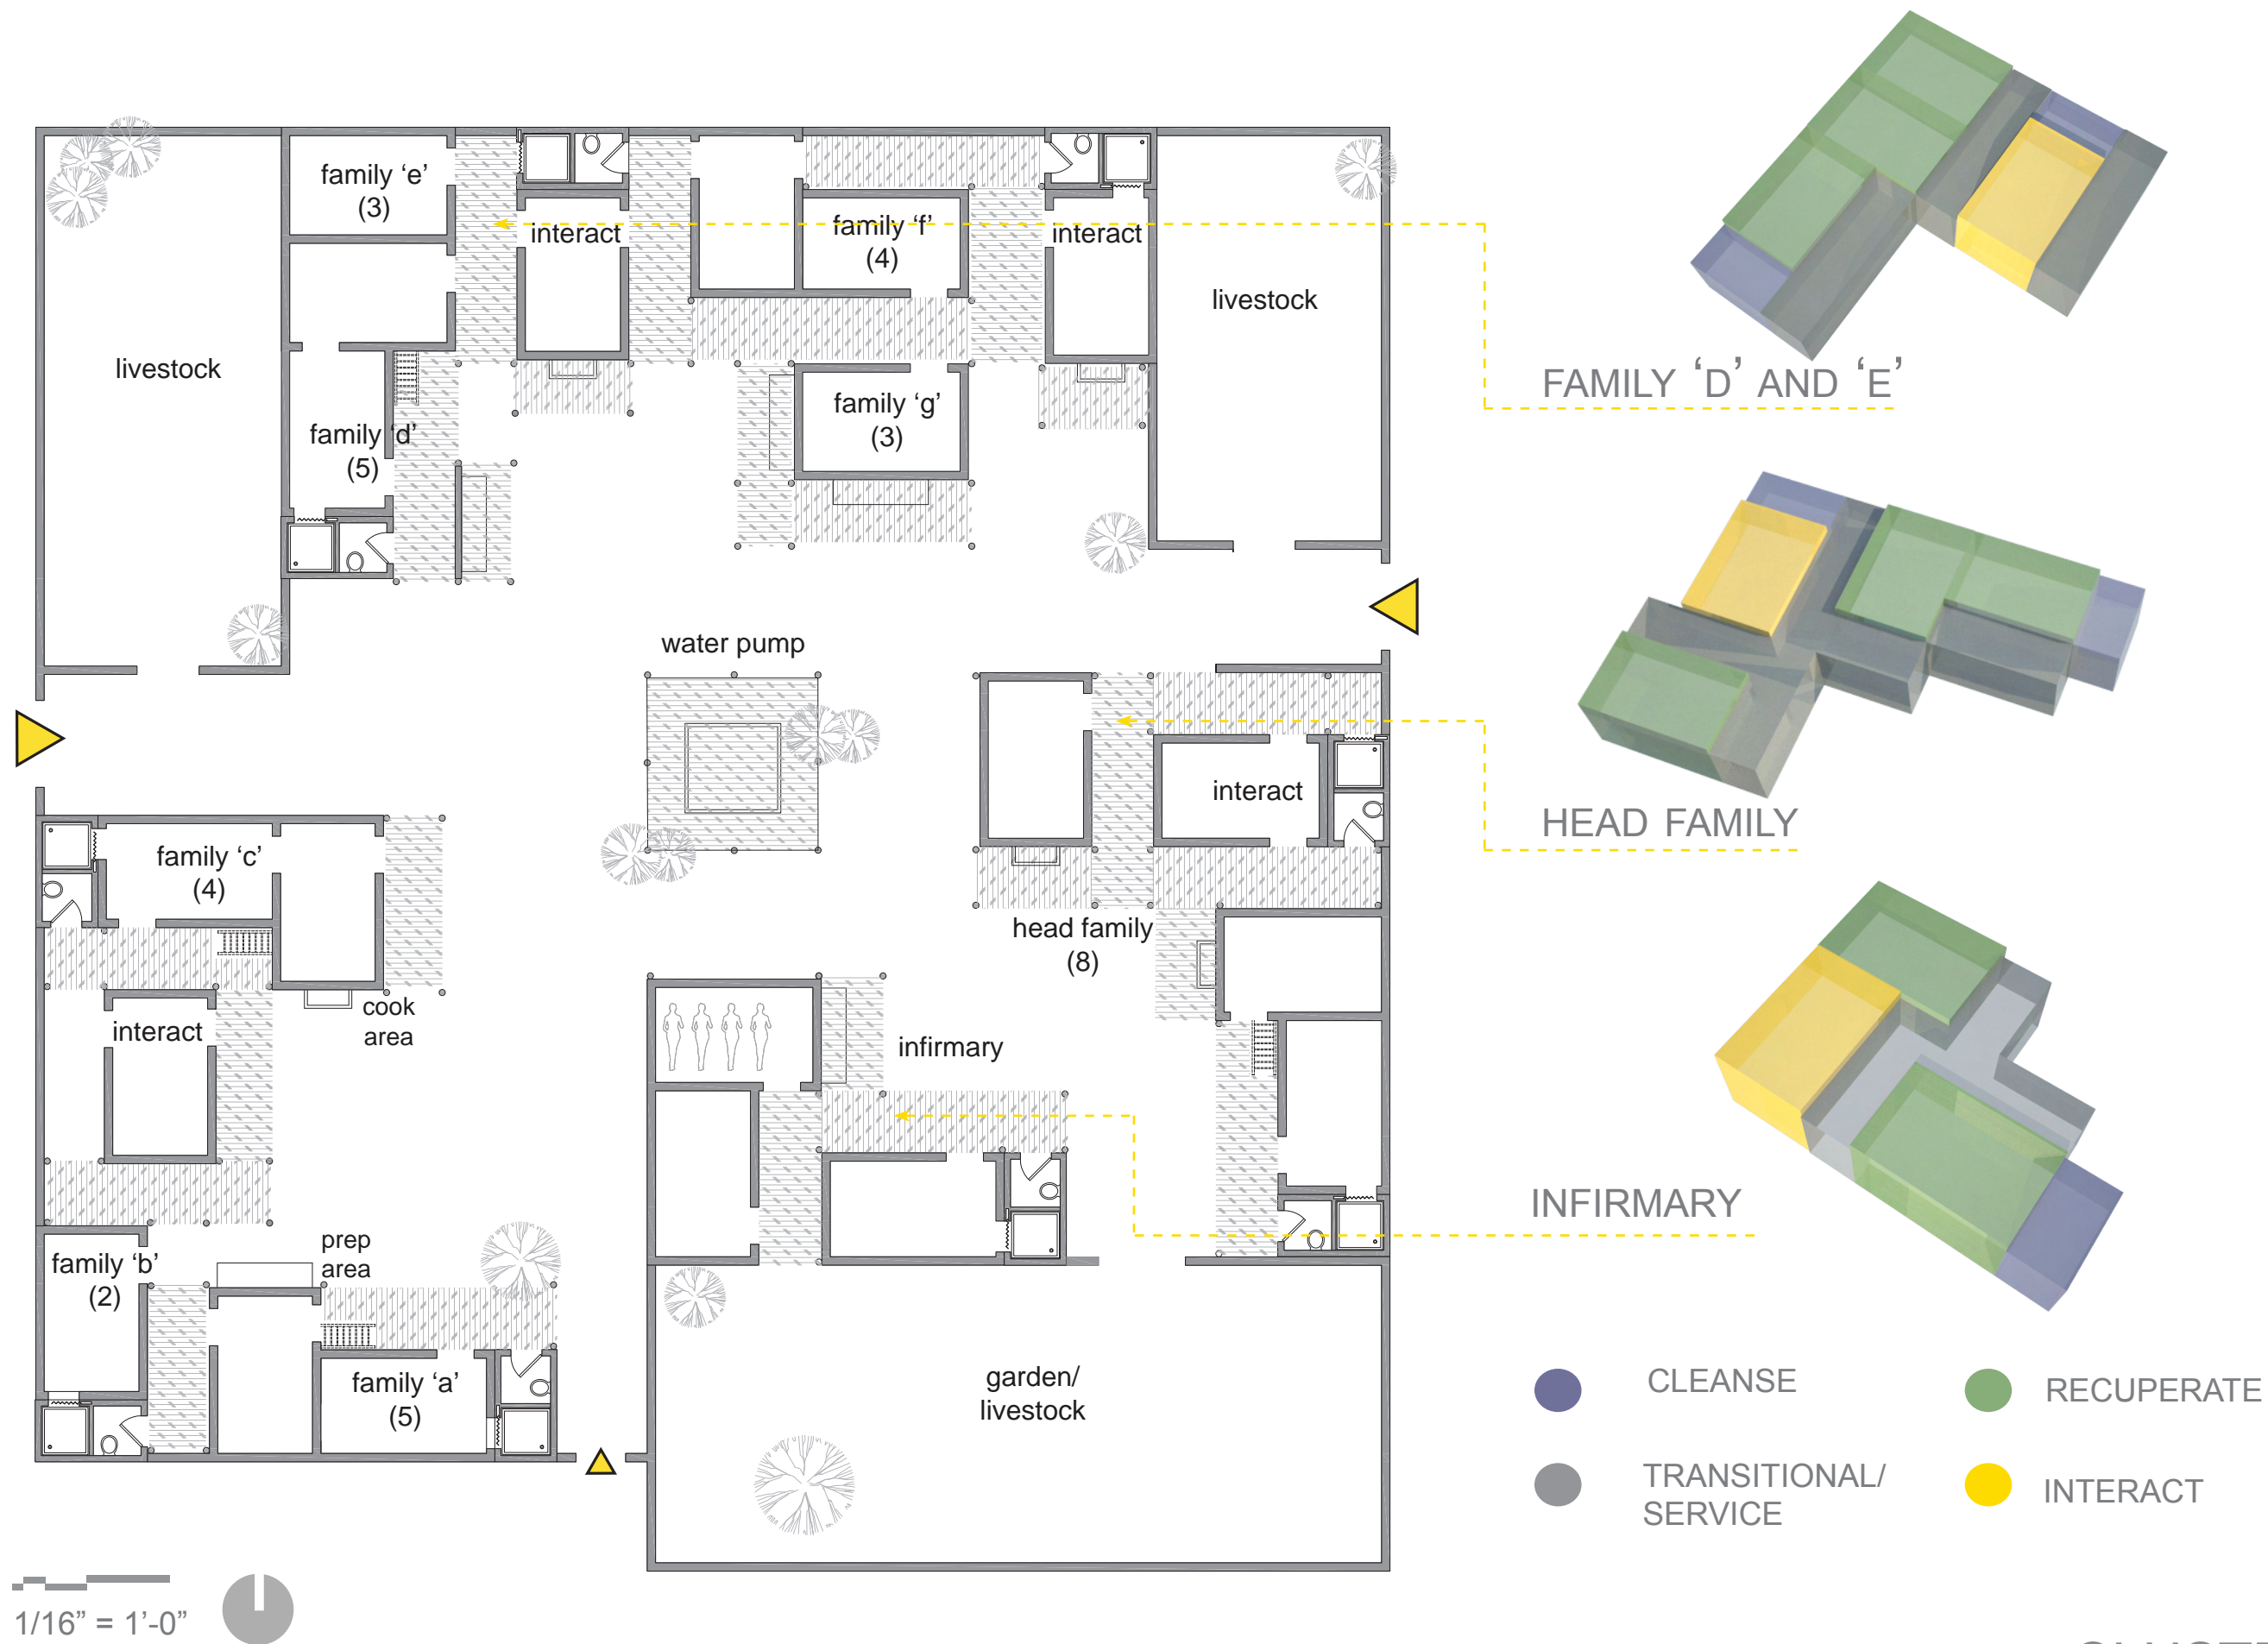 family ‘e’
(3)
interact
family ‘f’
(4)
interact
livestock
livestock
family ‘d’
(5)
family ‘g’
(3)
FAMILY ‘D’ AND ‘E’
water pump
interact
HEAD FAMILY
family ‘c’
(4)
head family
(8)
cook
area
interact
infirmary
INFIRMARY
prep
area
family ‘b’
(2)
family ‘a’
(5)
garden/
livestock
CLEANSE
RECUPERATE
TRANSITIONAL/
SERVICE
INTERACT
1/16” = 1’-0”